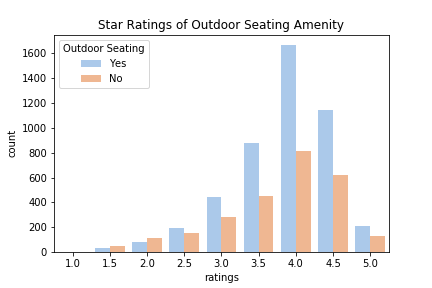 Star Ratings of Outdoor Seating Amenity
Outdoor Seating
Yes
No
count
1600
1400
1200
1000
800
600
400
200
0
1.0 1.5 2.0 2.5 3.0 3.5 4.0 4.5 5.0
ratings